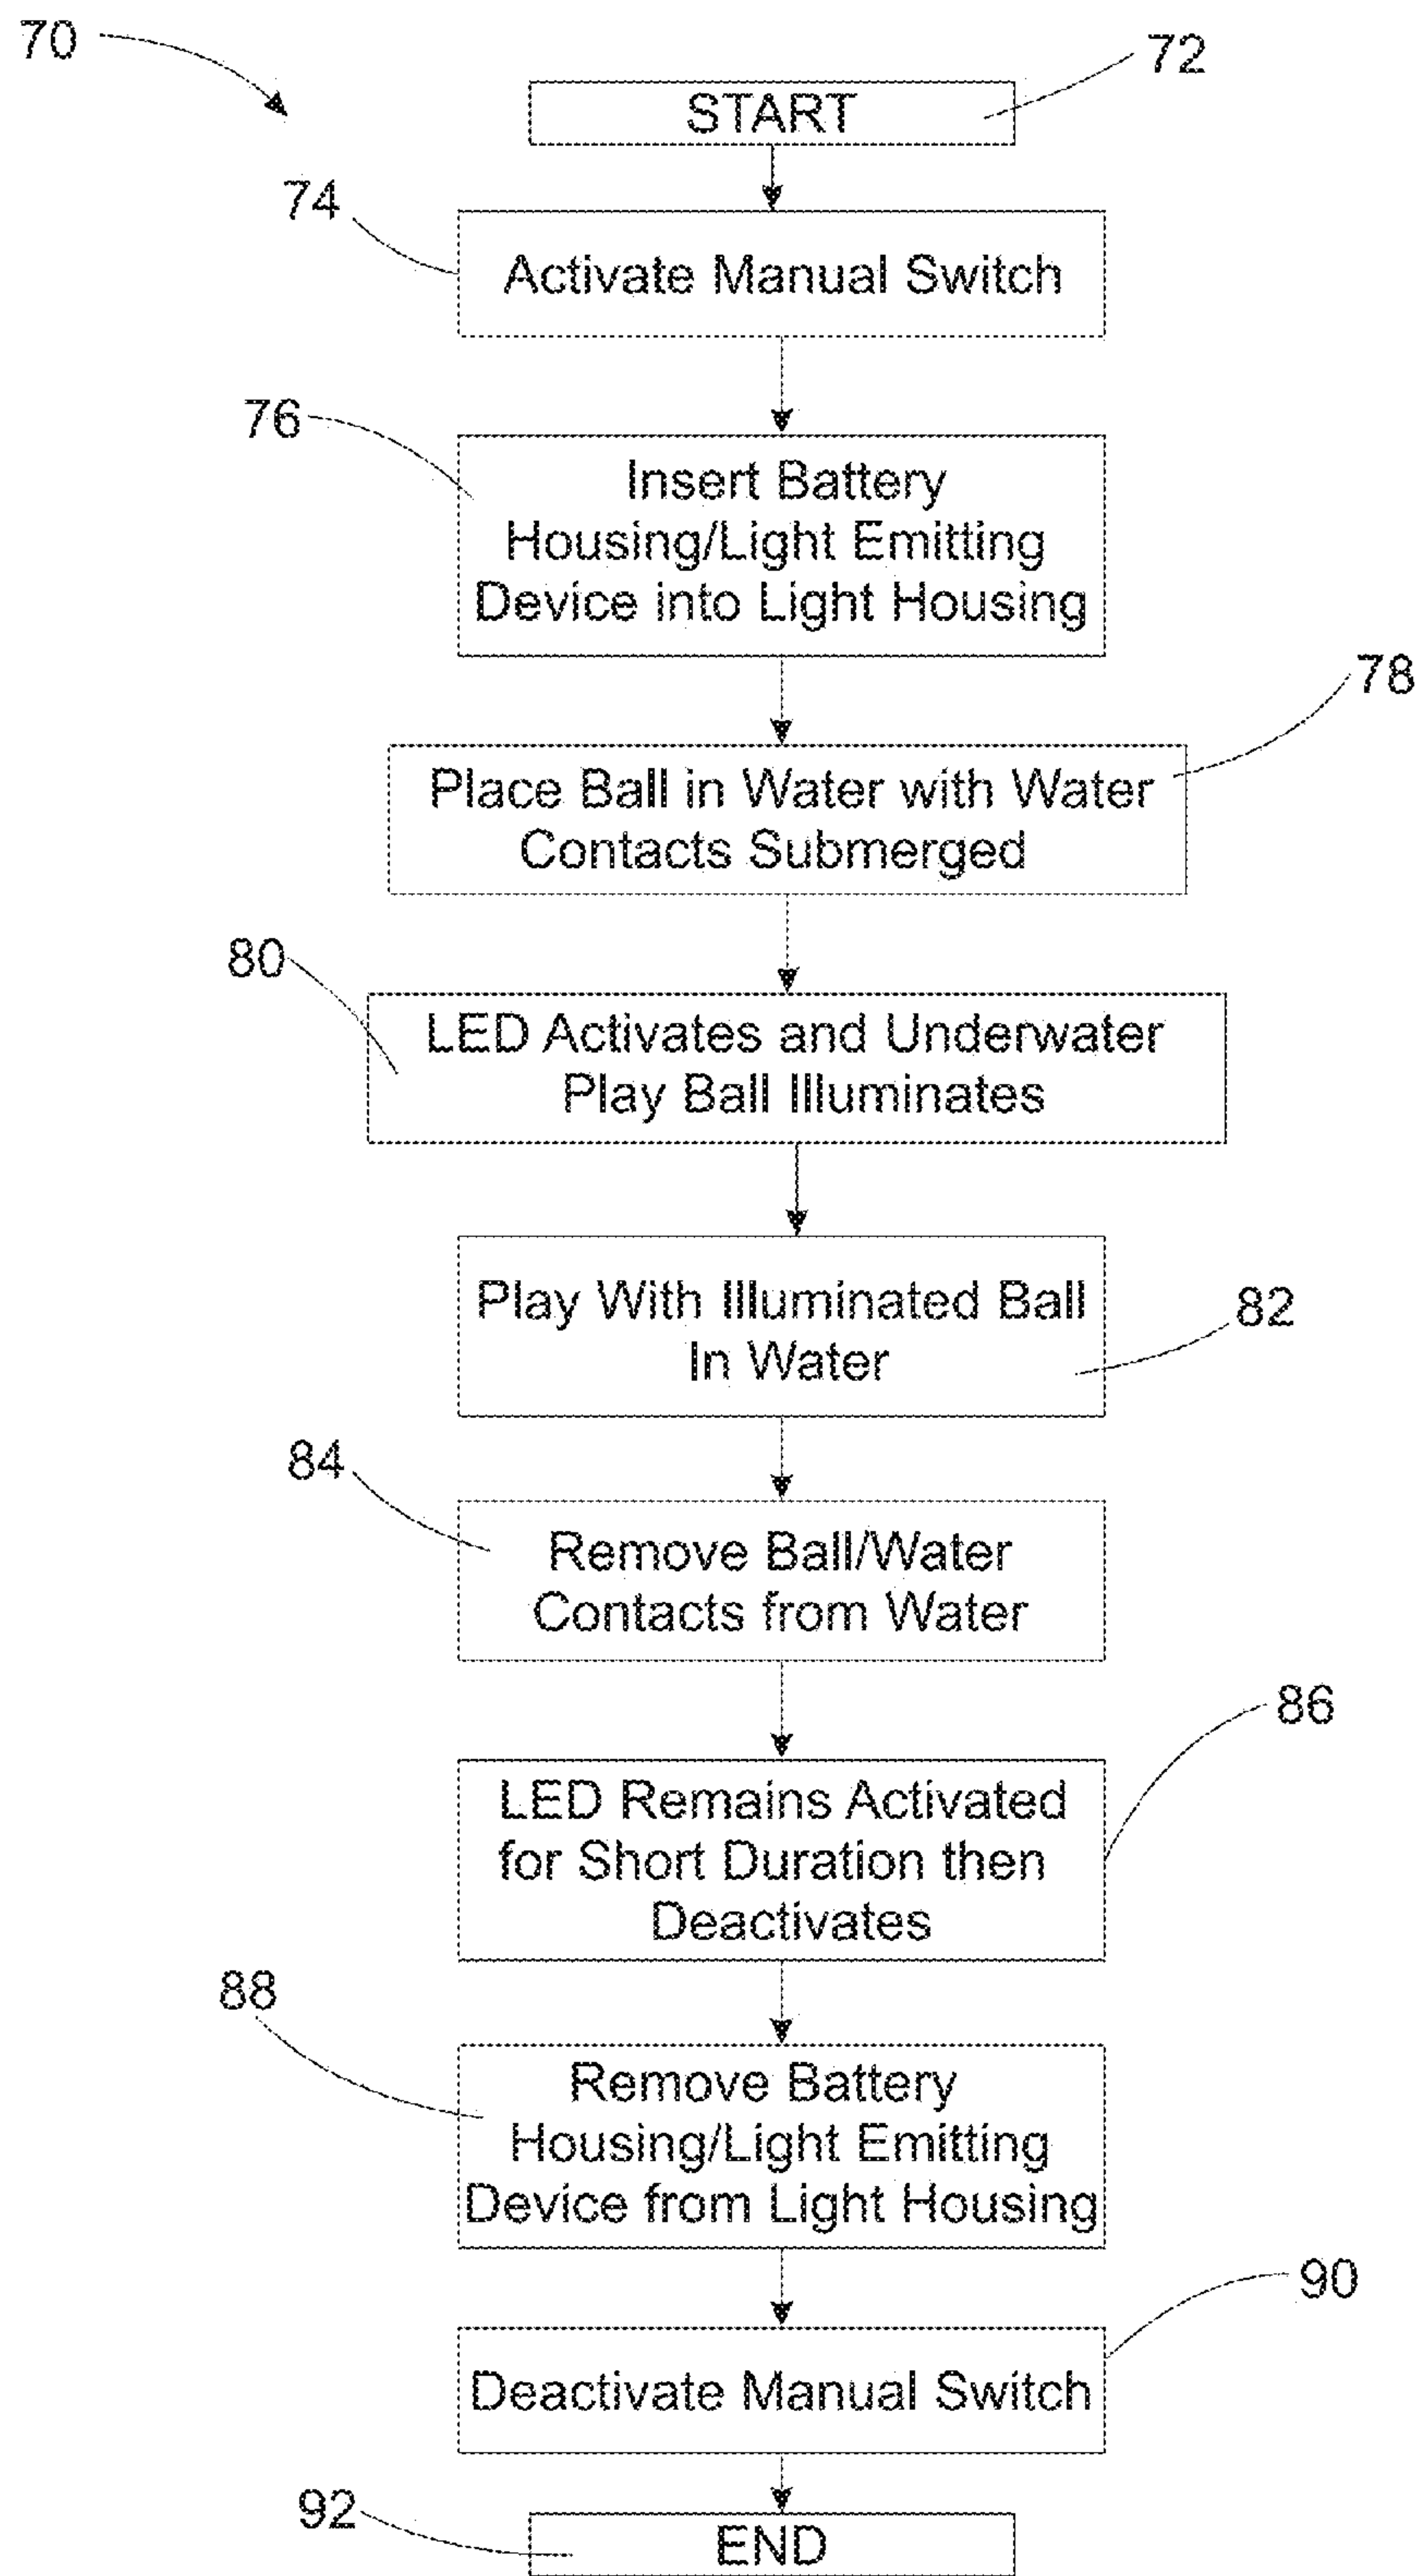 70
72
START
74
Activate Manual Switch
76
Insert Battery
Housing/Light Emitting
Device into Light Housing
78
Place Ball in Water with Water
Contacts Submerged
80
LED Activates and Underwater
Play Ball Illuminates
Play With Illuminated Ball
In Water
82
84
Remove Ball/Water
Contacts from Water
86
LED Remains Activated
for Short Duration then
Deactivates
88
Remove Battery
Housing/Light Emitting
Device from Light Housing
90
Deactivate Manual Switch
92
END